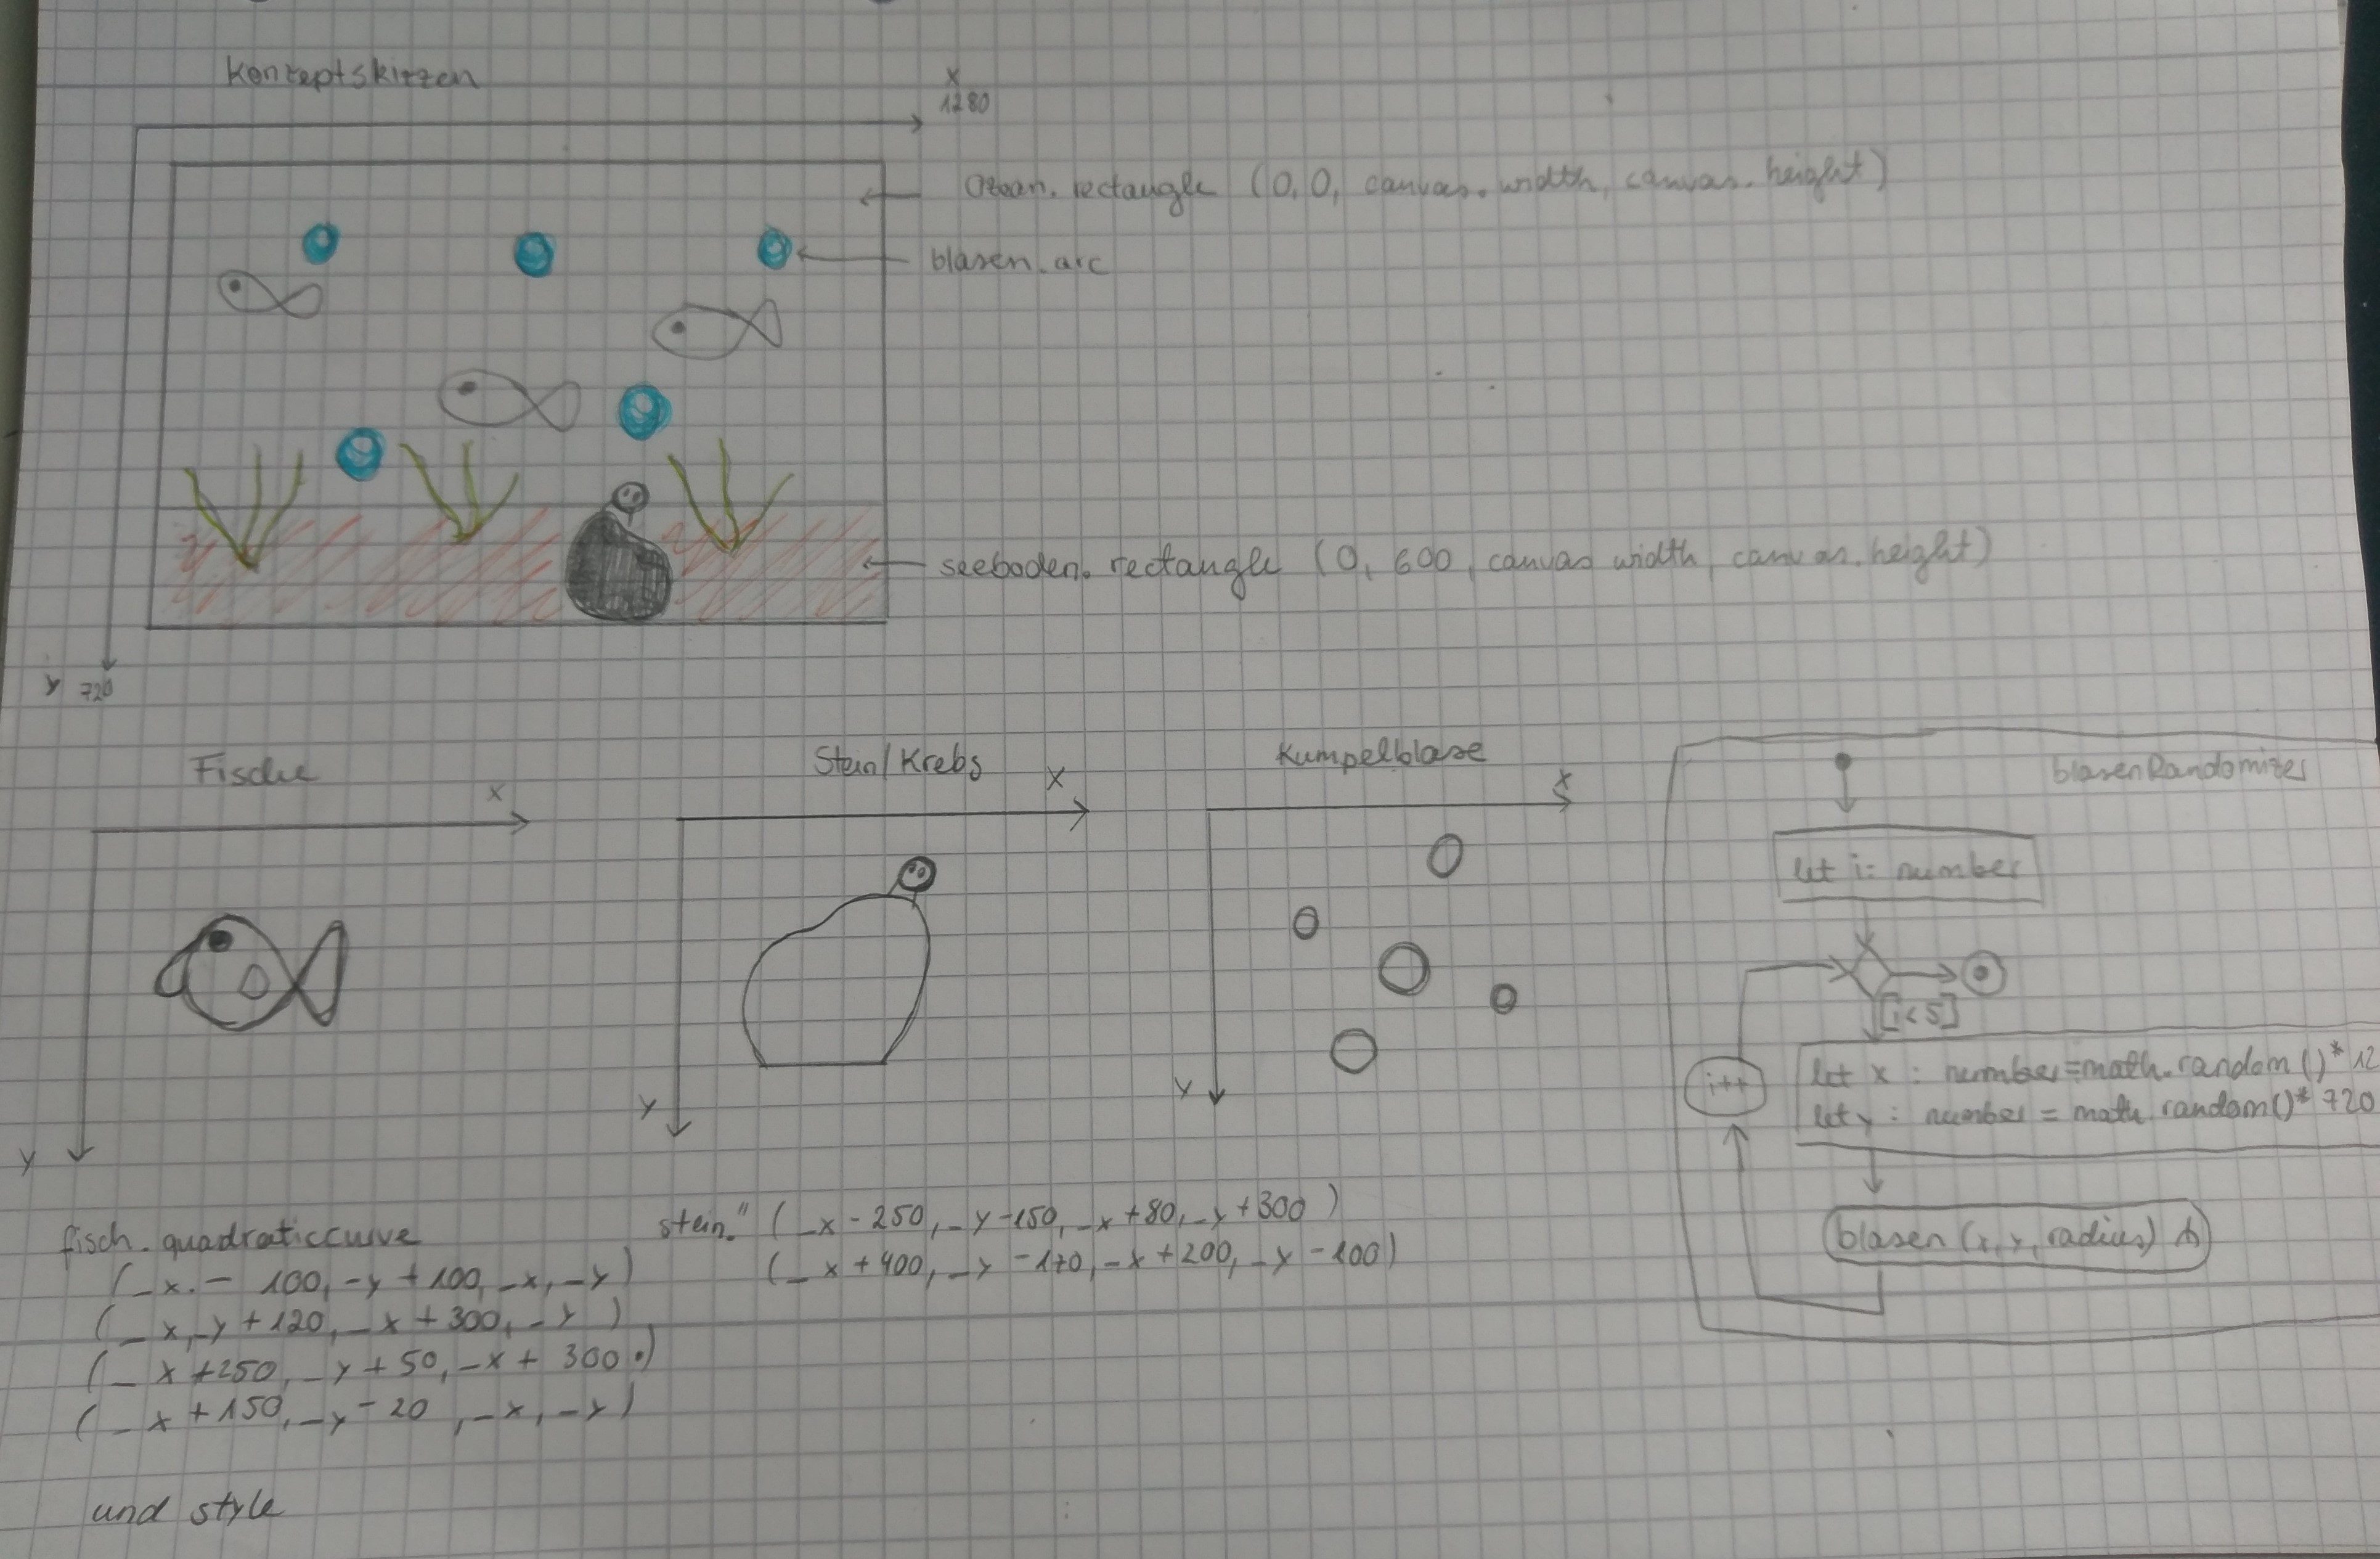 Konzeptskizzen
x
1280
Ozean. rectangle (0, 0, canvas. width, canvas. height)
blasen. arc
seeboden. rectangle (0, 600, canvas width, canvas. height)
y 720
Fische
x
y
Stein/Krebs
x
y
Kumpelblase
x
y
blasenRandomizer
let i: number
[i<5]
i++
let x : number=math.random()* 12
let y : number = math.random()* 720
blasen (x, y, radius)
fisch. quadraticcurve
(_x. - 100, _y + 100, _x, _y)
(_x, _y + 120, _x + 300, _y)
(_x +250, _y + 50, _x + 300.)
(_x + 150, _y - 20, _x, _y)
stein." (_x - 250, _y -150, _x +80, _y +300)
(_x + 400, _y - 170, _x + 200, _y - 100)
und style